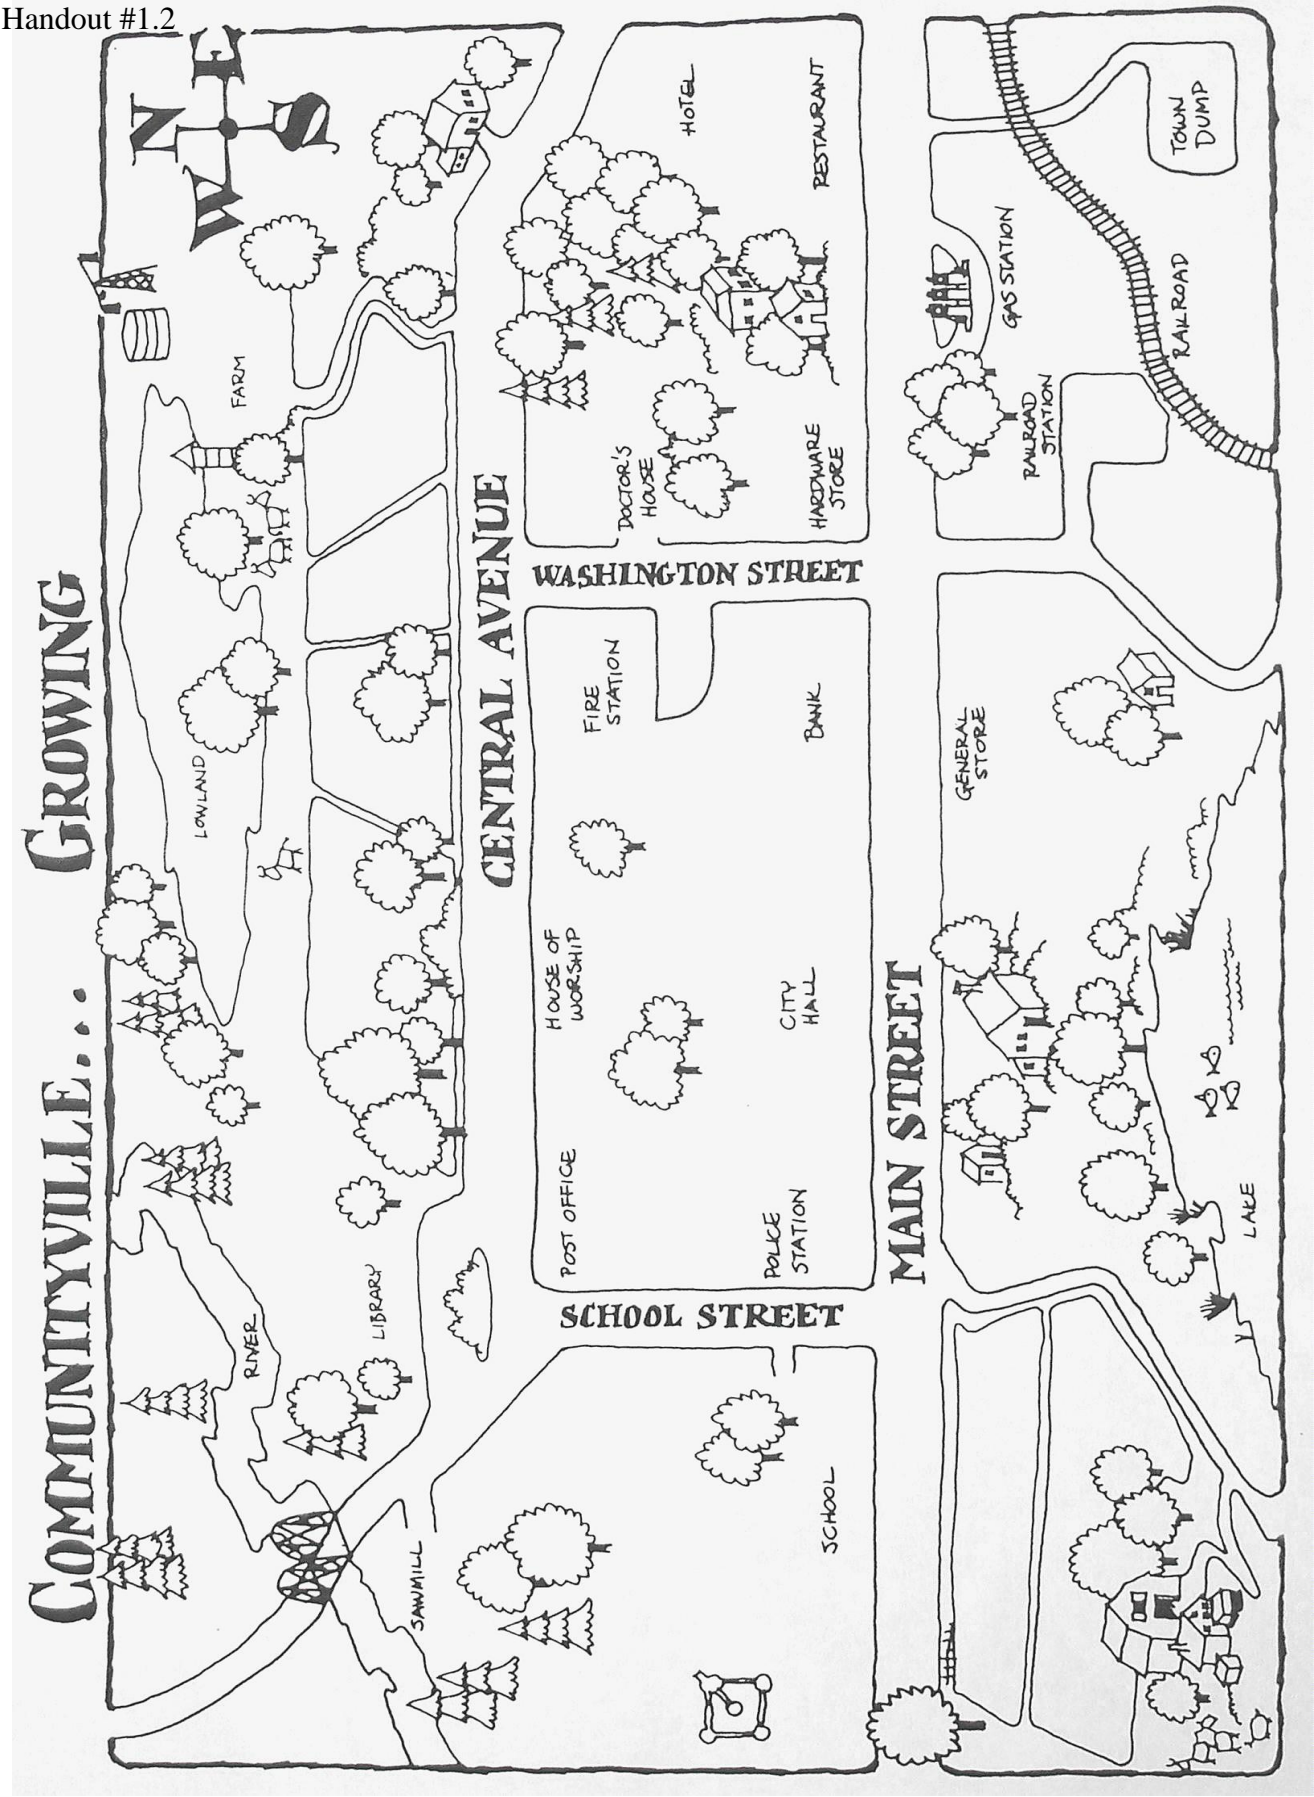 Handout #1.2
COMMUNITYVILLE... GROWING
N
E
S
W
FARM
LOWLAND
RIVER
LIBRARY
SAWMILL
CENTRAL AVENUE
HOTEL
RESTAURANT
DOCTOR'S
HOUSE
HARDWARE
STORE
WASHINGTON STREET
FIRE
STATION
BANK
HOUSE OF
WORSHIP
CITY
HALL
POST OFFICE
POLICE
STATION
SCHOOL STREET
SCHOOL
MAIN STREET
TOWN
DUMP
GAS STATION
RAILROAD
RAILROAD
STATION
GENERAL
STORE
LAKE